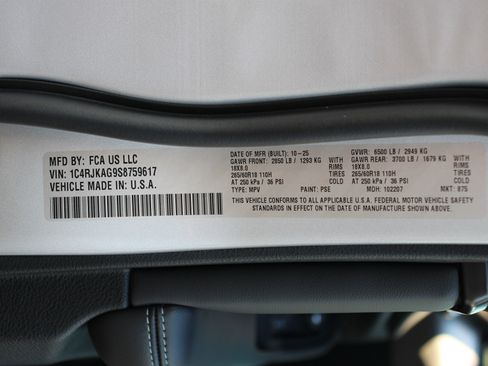 MFD BY: FCA US LLC
VIN: 1C4RJKAG9S8759617
VEHICLE MADE IN U.S.A.
DATE OF MFR (BUILT): 10-25 GVWR: 6500 LB / 2949 KG
GAWR FRONT: 2850 LB / 1293 KG WITH GAWR REAR: 3700 LB / 1679 KG WITH
18X8.0 RIMS 18X8.0 RIMS
265/60R18 110H TIRES 265/60R18 110H TIRES
AT 250 kPa / 36 PSI COLD AT 250 kPa / 36 PSI COLD
TYPE: MPV PAINT: PSE MDH: 102207 MKT: 875
THIS VEHICLE CONFORMS TO ALL APPLICABLE U.S.A. FEDERAL MOTOR VEHICLE SAFETY
STANDARDS IN EFFECT ON THE DATE OF MANUFACTURE SHOWN ABOVE.